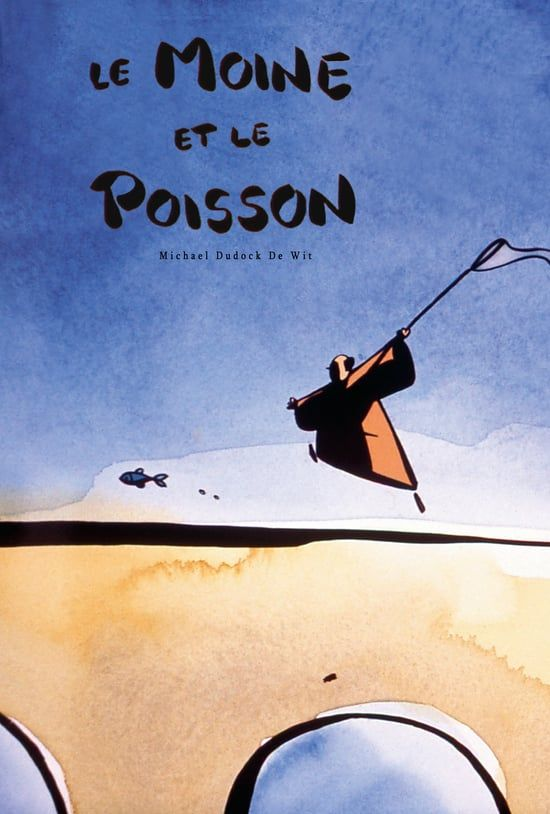 LE MOINE
ET LE
POISSON
Michael Dudock De Wit